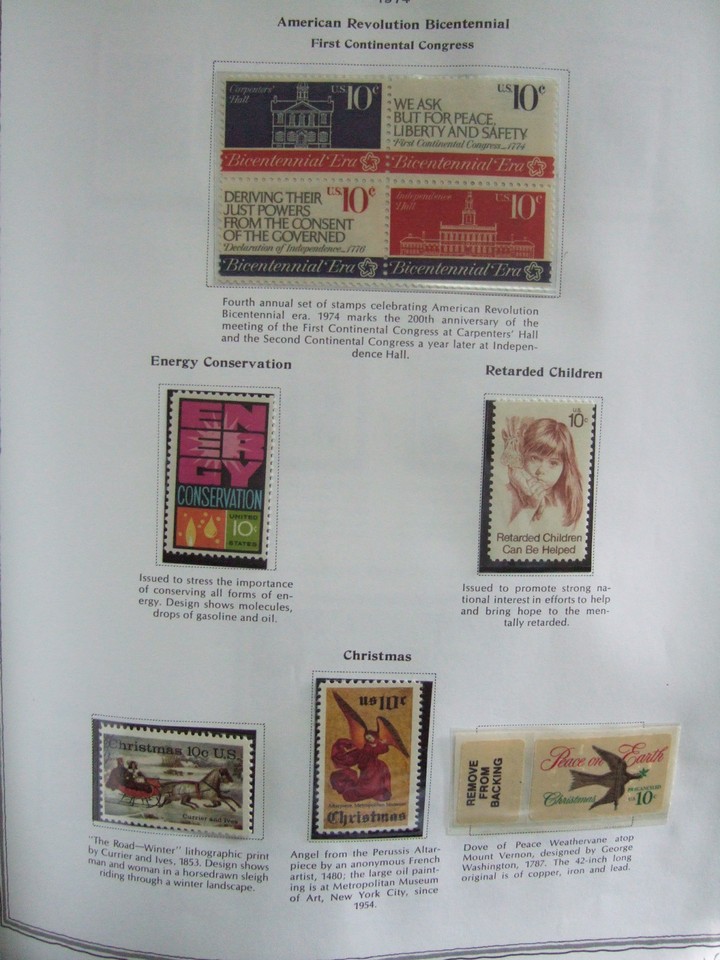 1974
American Revolution Bicentennial
First Continental Congress
Carpenters'
Hall
U.S. 10c
Bicentennial Era
U.S. 10c
WE ASK
BUT FOR PEACE,
LIBERTY AND SAFETY
First Continental Congress...1774
Bicentennial Era
DERIVING THEIR
JUST POWERS
FROM THE CONSENT
OF THE GOVERNED
Declaration of Independence...1776
U.S. 10c
Bicentennial Era
Independence
Hall
U.S. 10c
Bicentennial Era
Fourth annual set of stamps celebrating American Revolution
Bicentennial era. 1974 marks the 200th anniversary of the
meeting of the First Continental Congress at Carpenters' Hall
and the Second Continental Congress a year later at Indepen-
dence Hall.
Energy Conservation
EN
ER
GY
CONSERVATION
UNITED
10c
STATES
Issued to stress the importance
of conserving all forms of en-
ergy. Design shows molecules,
drops of gasoline and oil.
Retarded Children
US
10c
Retarded Children
Can Be Helped
Issued to promote strong na-
tional interest in efforts to help
and bring hope to the men-
tally retarded.
Christmas
Christmas 10c U.S.
Currier and Ives
"The Road—Winter" lithographic print
by Currier and Ives, 1853. Design shows
man and woman in a horsedrawn sleigh
riding through a winter landscape.
us 10c
Metropolitan Museum
Christmas
Angel from the Perussis Altar-
piece by an anonymous French
artist, 1480; the large oil paint-
ing is at Metropolitan Museum
of Art, New York City, since
1954.
REMOVE
FROM
BACKING
Peace on Earth
Christmas
PRECANCELED
US 10c
Dove of Peace Weathervane atop
Mount Vernon, designed by George
Washington, 1787. The 42-inch long
original is of copper, iron and lead.